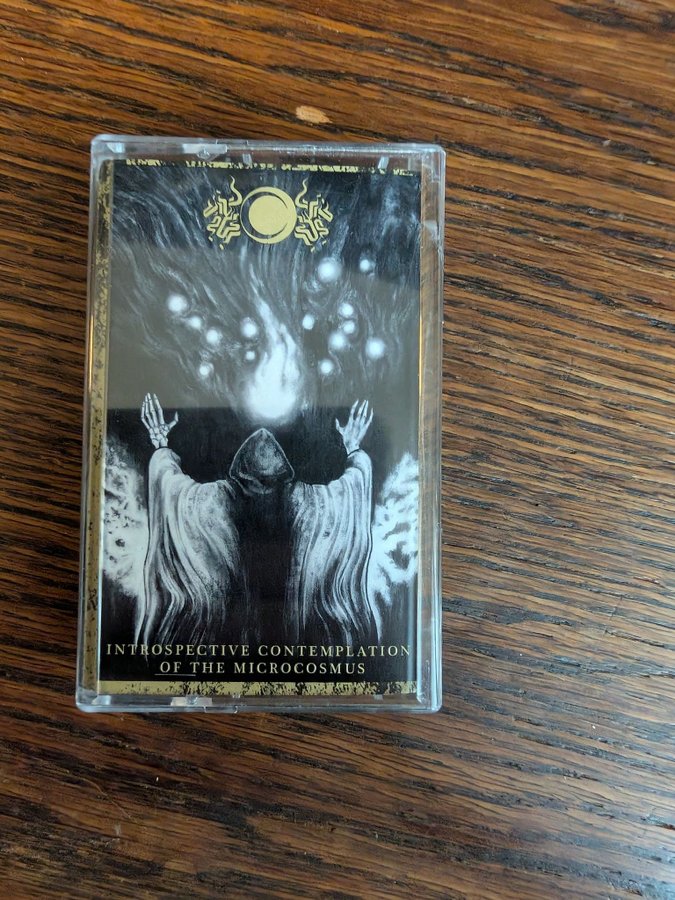 INTROSPECTIVE CONTEMPLATION
OF THE MICROCOSMUS